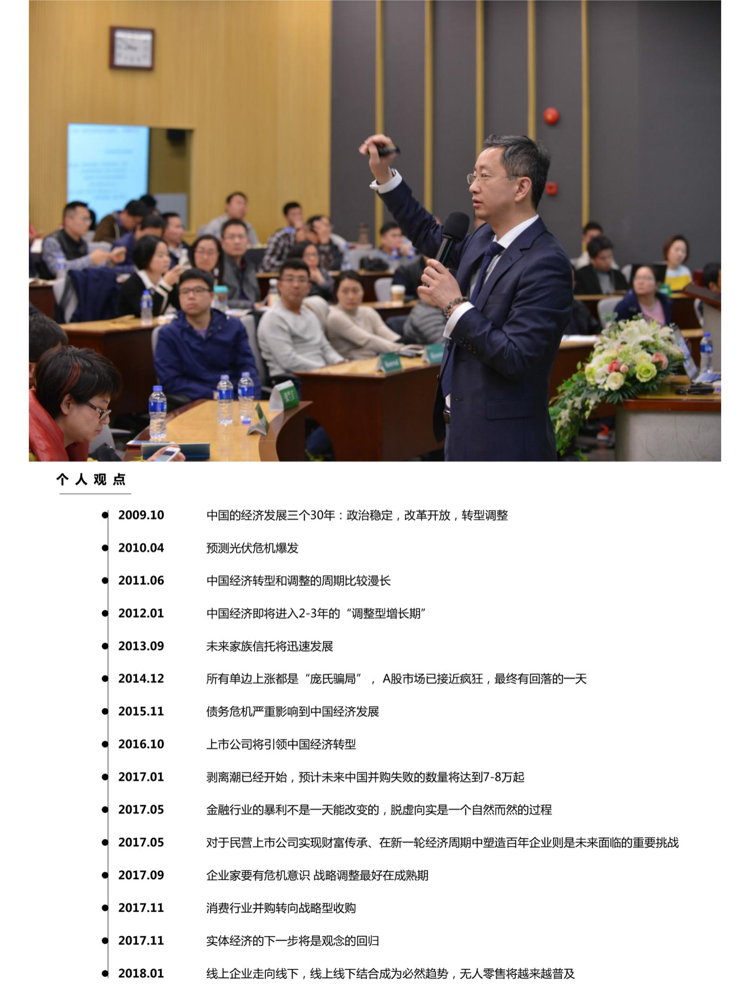 个人观点
2009.10 中国的经济发展三个30年：政治稳定，改革开放，转型调整
2010.04 预测光伏危机爆发
2011.06 中国经济转型和调整的周期比较漫长
2012.01 中国经济即将进入2-3年的“调整型增长期”
2013.09 未来家族信托将迅速发展
2014.12 所有单边上涨都是“庞氏骗局”，A股市场已接近疯狂，最终有回落的一天
2015.11 债务危机严重影响到中国经济发展
2016.10 上市公司将引领中国经济转型
2017.01 剥离潮已经开始，预计未来中国并购失败的数量将达到7-8万起
2017.05 金融行业的暴利不是一天能改变的，脱虚向实是一个自然而然的过程
2017.05 对于民营上市公司实现财富传承、在新一轮经济周期中塑造百年企业则是未来面临的重要挑战
2017.09 企业家要有危机意识 战略调整最好在成熟期
2017.11 消费行业并购转向战略型收购
2017.11 实体经济的下一步将是观念的回归
2018.01 线上企业走向线下，线上线下结合成为必然趋势，无人零售将越来越普及